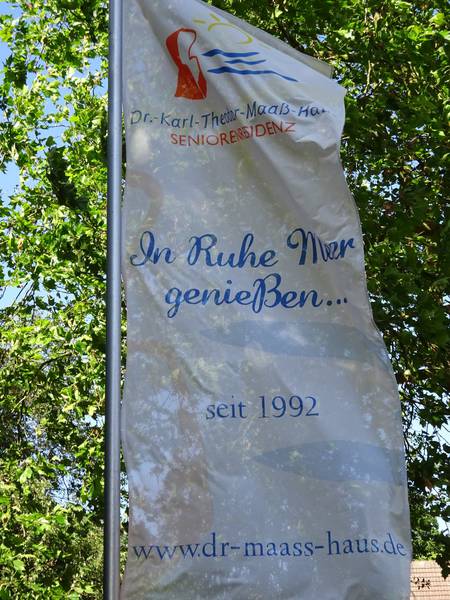 Dr.-Karl-Theodor-Maaß-Haus
SENIORENRESIDENZ
In Ruhe Meer
genießen...
seit 1992
www.dr-maass-haus.de